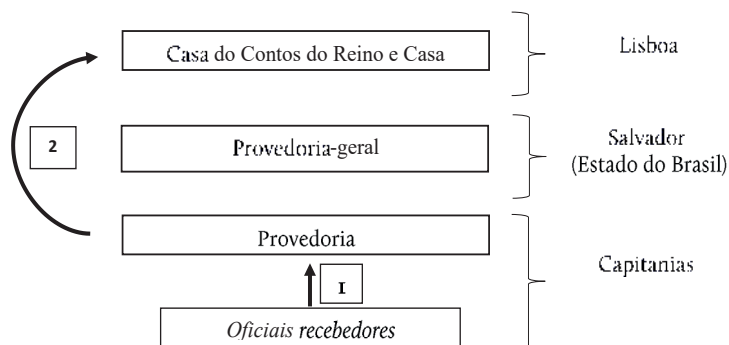 Casa do Contos do Reino e Casa
Lisboa
2
Provedoria-geral
Salvador
(Estado do Brasil)
Provedoria
Capitanias
I
Oficiais recebedores